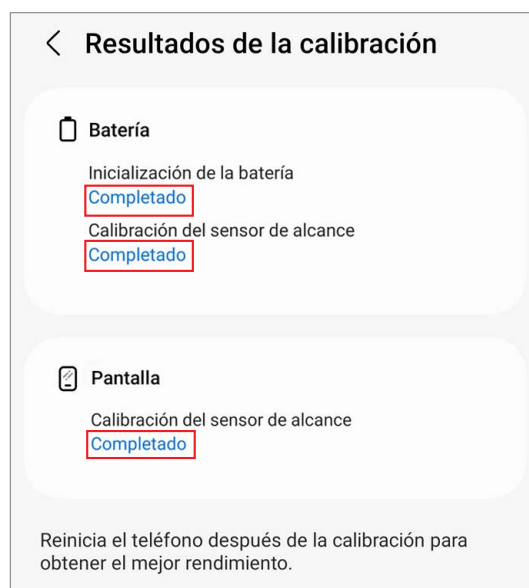 Resultados de la calibración
Batería
Inicialización de la batería
Completado
Calibración del sensor de alcance
Completado
Pantalla
Calibración del sensor de alcance
Completado
Reinicia el teléfono después de la calibración para
obtener el mejor rendimiento.